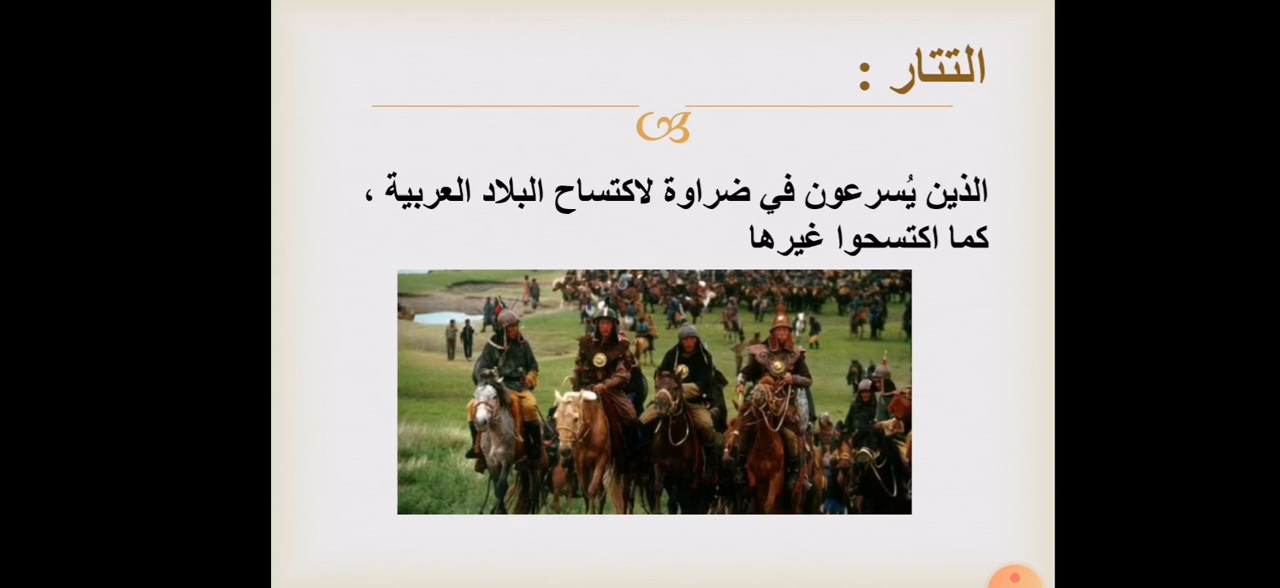 التتار :
الذين يُسرعون في ضراوة لاكتساح البلاد العربية ،
كما اكتسحوا غيرها